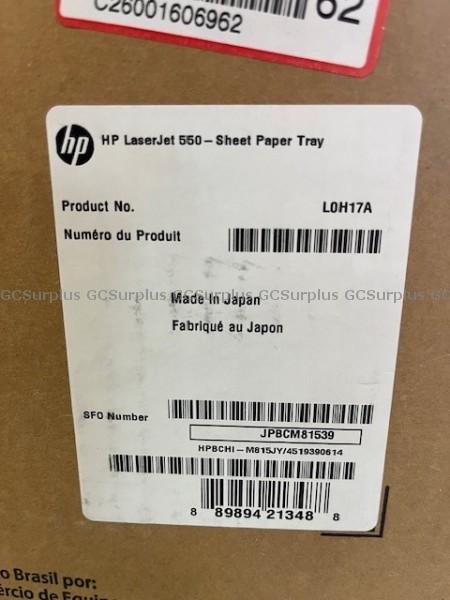 62
C26001606962
hp
HP LaserJet 550-Sheet Paper Tray
Product No. L0H17A
Numéro du Produit
GCSurplus GCSurplus GCSurplus GCSurplus GCSurplus
Made In Japan
Fabriqué au Japon
SFO Number
JPBCM81539
HPBCHI-M815JY/4519390614
8 89894 21348 8
o Brasil por:
ércio de Equip